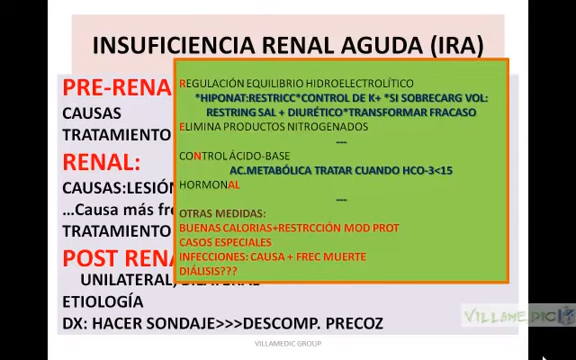 INSUFICIENCIA RENAL AGUDA (IRA)
PRE-RENA
CAUSAS
TRATAMIENTO
RENAL:
CAUSAS:LESIÓN
...Causa más fre
TRATAMIENTO
POST RENA
UNILATERAL/
ETIOLOGÍA
DX: HACER SONDAJE>>>DESCOMP. PRECOZ
REGULACIÓN EQUILIBRIO HIDROELECTROLÍTICO
*HIPONAT:RESTRICC*CONTROL DE K+ *SI SOBRECARG VOL:
RESTRING SAL + DIURÉTICO*TRANSFORMAR FRACASO
ELIMINA PRODUCTOS NITROGENADOS
---
CONTROL ÁCIDO-BASE
AC.METABÓLICA TRATAR CUANDO HCO-3<15
HORMONAL
---
OTRAS MEDIDAS:
BUENAS CALORIAS+RESTRCCIÓN MOD PROT
CASOS ESPECIALES
INFECCIONES: CAUSA + FREC MUERTE
DIÁLISIS???
VILLAMEDIC
VILLAMEDIC GROUP